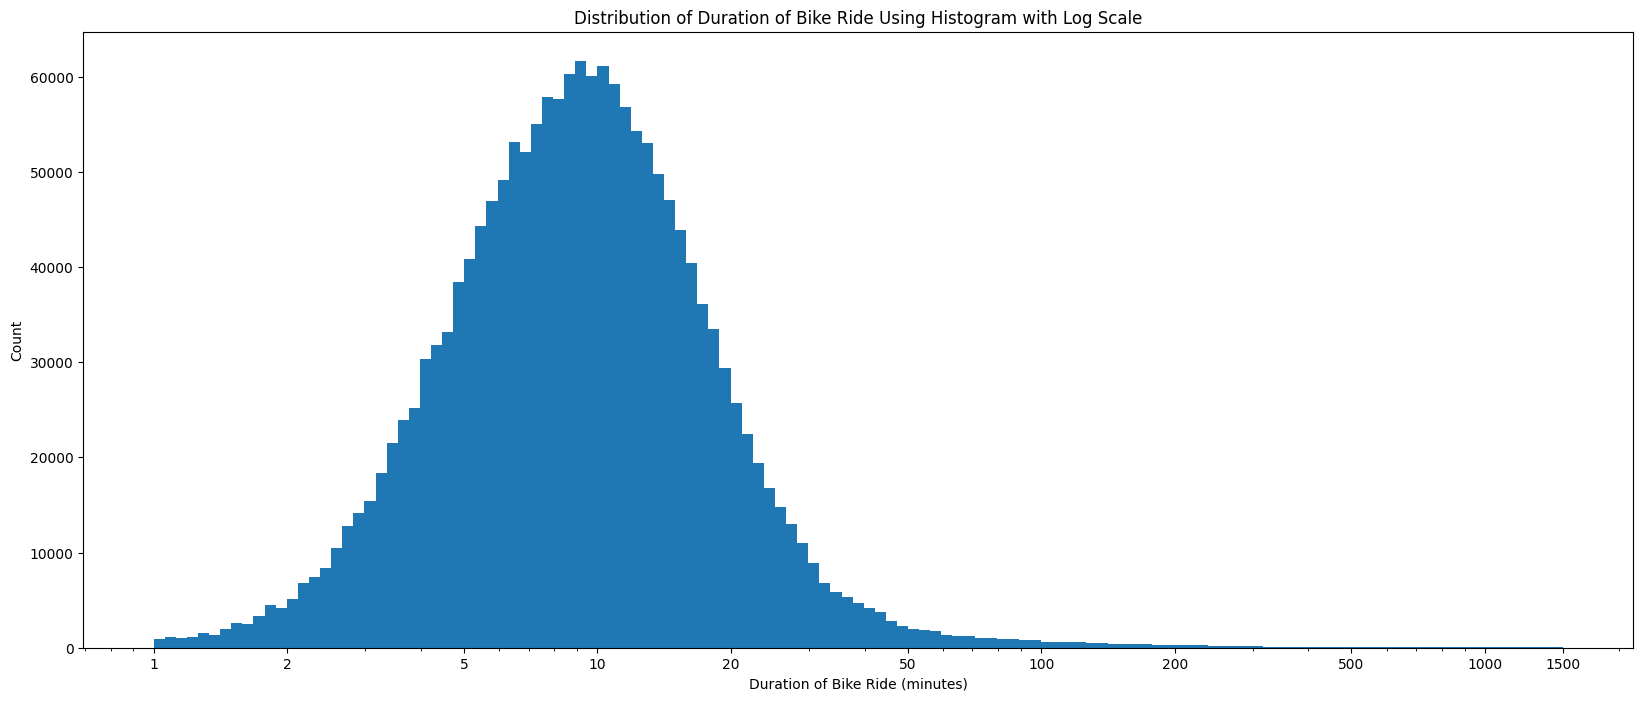 Distribution of Duration of Bike Ride Using Histogram with Log Scale
60000
50000
40000
30000
20000
10000
0
Count
1 2 5 10 20 50 100 200 500 1000 1500
Duration of Bike Ride (minutes)